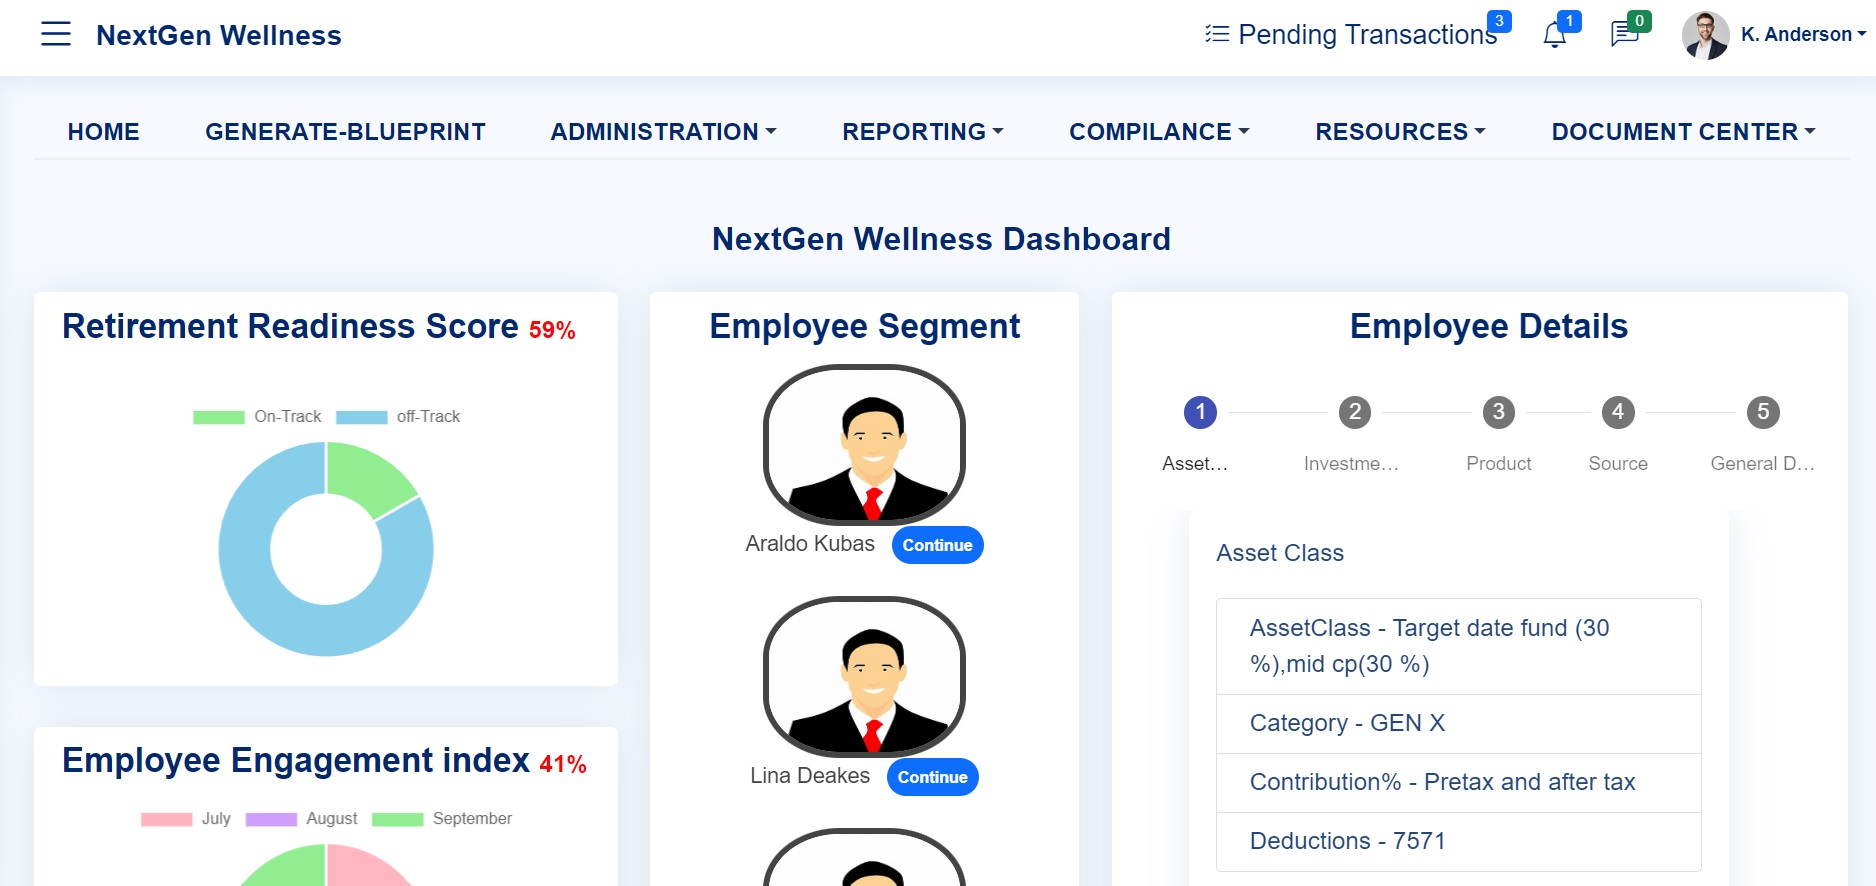 NextGen Wellness
Pending Transactions 3
1
0
K. Anderson
HOME
GENERATE-BLUEPRINT
ADMINISTRATION
REPORTING
COMPILANCE
RESOURCES
DOCUMENT CENTER
NextGen Wellness Dashboard
Retirement Readiness Score 59%
On-Track
off-Track
Employee Engagement index 41%
July
August
September
Employee Segment
Araldo Kubas
Continue
Lina Deakes
Continue
Employee Details
1
2
3
4
5
Asset…
Investme…
Product
Source
General D…
Asset Class
AssetClass - Target date fund (30
%),mid cp(30 %)
Category - GEN X
Contribution% - Pretax and after tax
Deductions - 7571